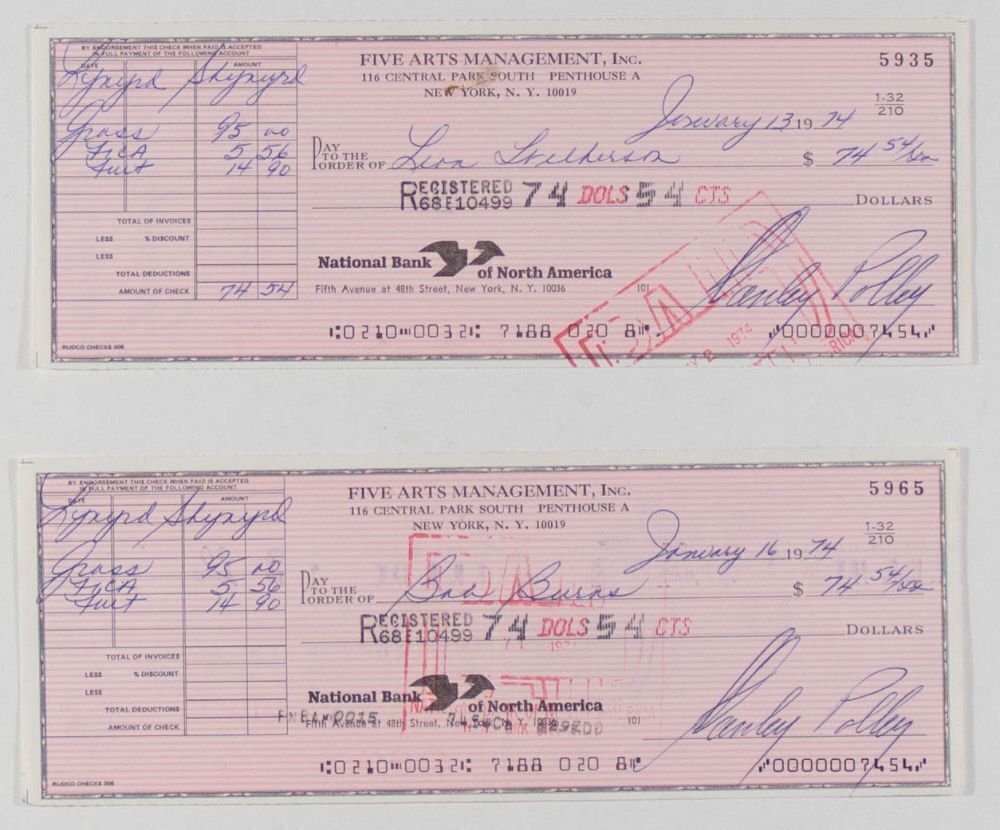 BY ENDORSEMENT THIS CHECK WHEN PAID IS ACCEPTED
IN FULL PAYMENT OF THE FOLLOWING ACCOUNT
DATE AMOUNT
Lynyrd Skynyrd
Gross 95 00
FICA 5 56
14 90
TOTAL OF INVOICES
LESS % DISCOUNT
LESS
TOTAL DEDUCTIONS
AMOUNT OF CHECK 74 54
RUDCO CHECKS 006
FIVE ARTS MANAGEMENT, INC.
116 CENTRAL PARK SOUTH PENTHOUSE A
NEW YORK, N. Y. 10019
5935
1-32
210
January 13 19 74
PAY TO THE ORDER OF Leon Wilkerson $ 74 54/100
REGISTERED 68E10499 74 DOLS 54 CTS DOLLARS
National Bank of North America
Fifth Avenue at 48th Street, New York, N. Y. 10036 101
Stanley Polley
1974
⑆0210⑉0032⑆ 7188 020 8⑈ ⑈0000007454⑈
BY ENDORSEMENT THIS CHECK WHEN PAID IS ACCEPTED
IN FULL PAYMENT OF THE FOLLOWING ACCOUNT
DATE AMOUNT
Lynyrd Skynyrd
Gross 95 00
FICA 5 56
14 90
TOTAL OF INVOICES
LESS % DISCOUNT
LESS
TOTAL DEDUCTIONS
AMOUNT OF CHECK
RUDCO CHECKS 006
FIVE ARTS MANAGEMENT, INC.
116 CENTRAL PARK SOUTH PENTHOUSE A
NEW YORK, N. Y. 10019
5965
1-32
210
January 16 19 74
PAY TO THE ORDER OF Bob Burns $ 74 54/100
REGISTERED 68E10499 74 DOLS 54 CTS DOLLARS
National Bank of North America
Fifth Avenue at 48th Street, New York, N. Y. 10036 101
Stanley Polley
⑆0210⑉0032⑆ 7188 020 8⑈ ⑈0000007454⑈